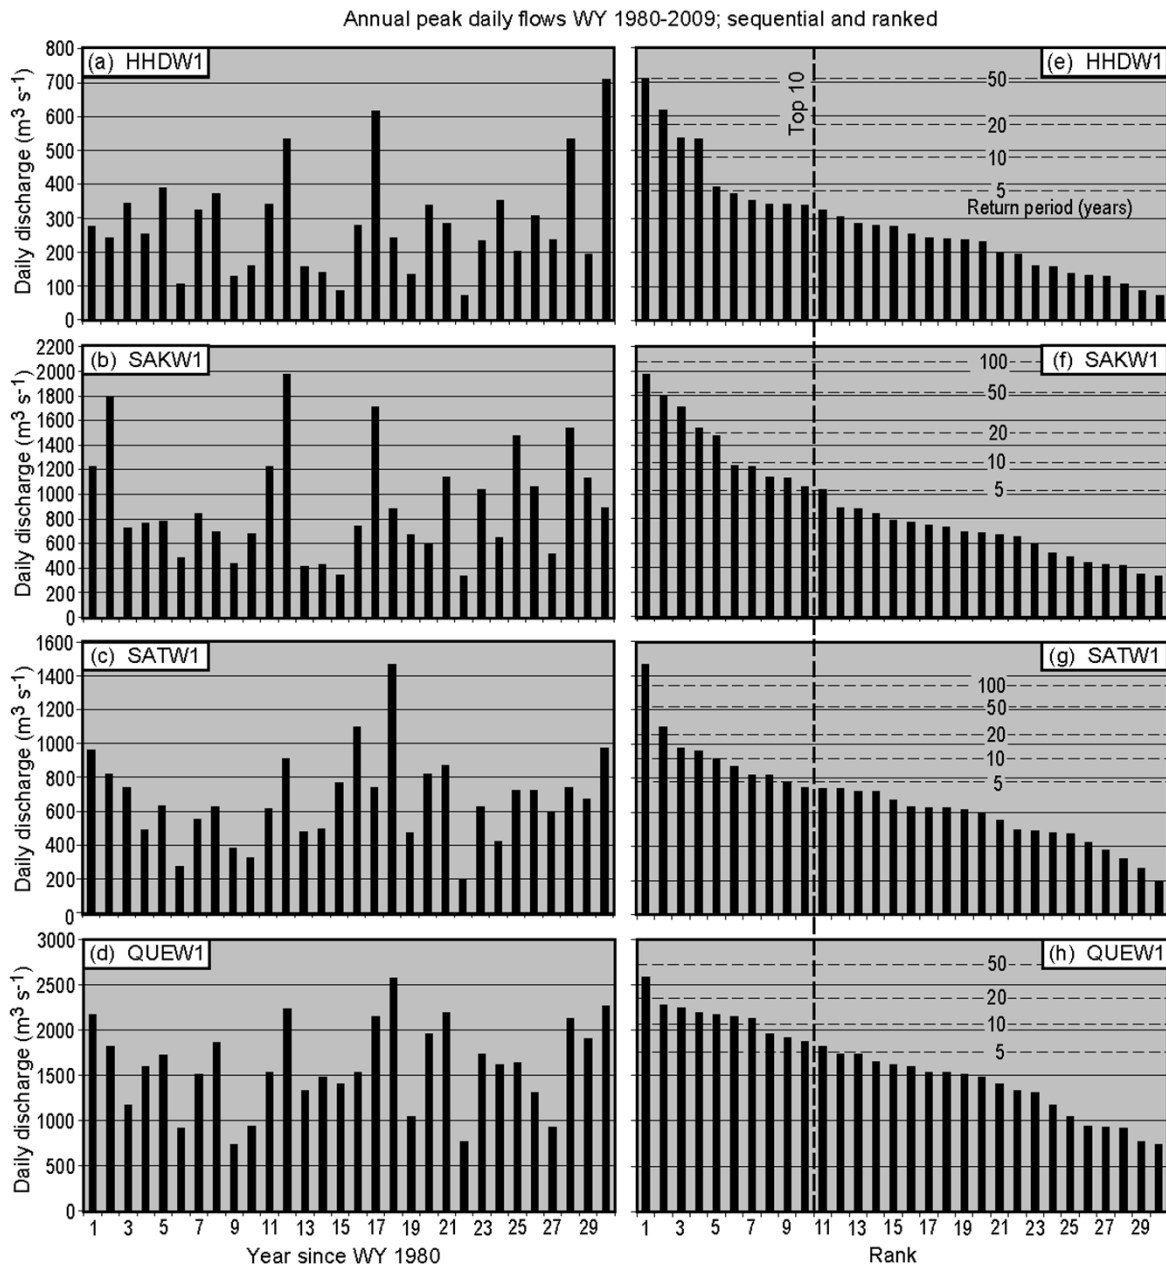 Annual peak daily flows WY 1980-2009; sequential and ranked
(a) HHDW1
Daily discharge (m³ s⁻¹)
800
700
600
500
400
300
200
100
0
(e) HHDW1
Top 10
50
20
10
5
Return period (years)
(b) SAKW1
Daily discharge (m³ s⁻¹)
2200
2000
1800
1600
1400
1200
1000
800
600
400
200
0
(f) SAKW1
100
50
20
10
5
(c) SATW1
Daily discharge (m³ s⁻¹)
1600
1400
1200
1000
800
600
400
200
0
(g) SATW1
100
50
20
10
5
(d) QUEW1
Daily discharge (m³ s⁻¹)
3000
2500
2000
1500
1000
500
0
1 3 5 7 9 11 13 15 17 19 21 23 25 27 29
Year since WY 1980
(h) QUEW1
50
20
10
5
1 3 5 7 9 11 13 15 17 19 21 23 25 27 29
Rank